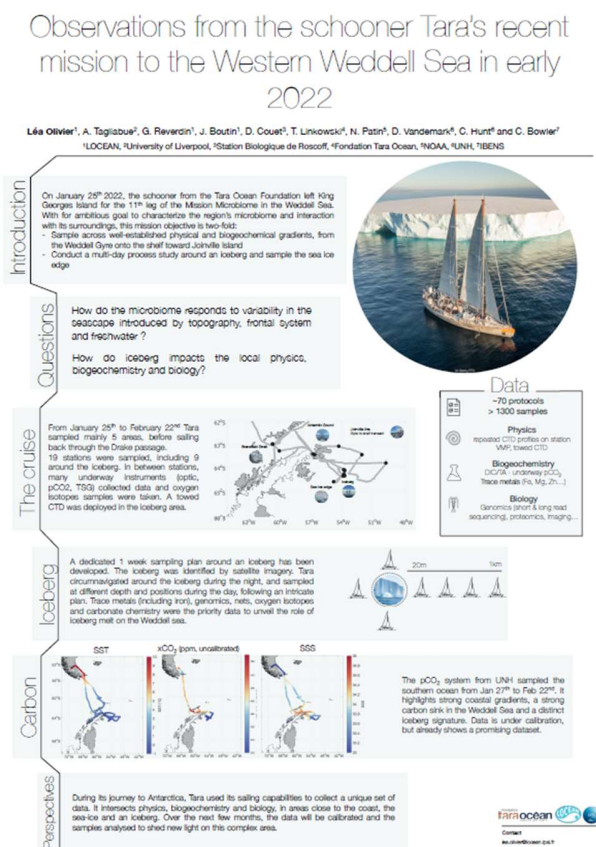 Observations from the schooner Tara's recent
mission to the Western Weddell Sea in early
2022
Léa Olivier¹, A. Tagliabue², G. Reverdin¹, J. Boutin¹, D. Couet³, T. Linkowski⁴, N. Patin⁵, D. Vandemark⁶, C. Hunt⁶ and C. Bowler⁷
¹LOCEAN, ²University of Liverpool, ³Station Biologique de Roscoff, ⁴Fondation Tara Ocean, ⁵NOAA, ⁶UNH, ⁷IBENS
Introduction
On January 25th 2022, the schooner from the Tara Ocean Foundation left King
Georges Island for the 11th leg of the Mission Microbiome in the Weddell Sea.
With for ambitious goal to characterize the region's microbiome and interaction
with its surroundings, this mission objective is two-fold:
- Sample across well-established physical and biogeochemical gradients, from
the Weddell Gyre onto the shelf toward Joinville Island
- Conduct a multi-day process study around an iceberg and sample the sea ice
edge
Questions
How do the microbiome responds to variability in the
seascape introduced by topography, frontal system
and freshwater ?
How do iceberg impacts the local physics,
biogeochemistry and biology?
Data
~70 protocols
> 1300 samples
Physics
repeated CTD profiles on station
VMP, towed CTD
Biogeochemistry
DIC/TA - underway pCO₂
Trace metals (Fe, Mg, Zn...)
Biology
Genomics (short & long read
sequencing), proteomics, imaging...
The cruise
From January 25th to February 22nd Tara
sampled mainly 5 areas, before sailing
back through the Drake passage.
19 stations were sampled, including 9
around the iceberg. In between stations,
many underway instruments (optic,
pCO2, TSG) collected data and oxygen
isotopes samples were taken. A towed
CTD was deployed in the iceberg area.
62°S
63°S
64°S
65°S
66°S
63°W 60°W 57°W 54°W 51°W 48°W
Iceberg
A dedicated 1 week sampling plan around an iceberg has been
developed. The iceberg was identified by satellite imagery. Tara
circumnavigated around the iceberg during the night, and sampled
at different depth and positions during the day, following an intricate
plan. Trace metals (including iron), genomics, nets, oxygen isotopes
and carbonate chemistry were the priority data to unveil the role of
iceberg melt on the Weddell sea.
20m
1km
Carbon
SST
xCO₂ (ppm, uncalibrated)
SSS
The pCO₂ system from UNH sampled the
southern ocean from Jan 27th to Feb 22nd. It
highlights strong coastal gradients, a strong
carbon sink in the Weddell Sea and a distinct
iceberg signature. Data is under calibration,
but already shows a promising dataset.
Perspectives
During its journey to Antarctica, Tara used its sailing capabilities to collect a unique set of
data. It intersects physics, biogeochemistry and biology, in areas close to the coast, the
sea-ice and an iceberg. Over the next few months, the data will be calibrated and the
samples analysed to shed new light on this complex area.
tara océan
Contact